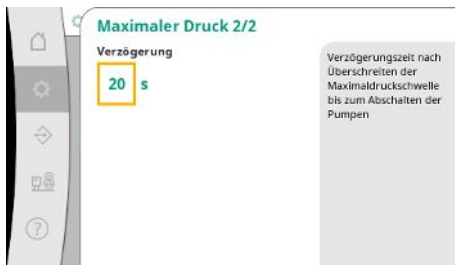 Maximaler Druck 2/2
Verzögerung
20 s
Verzögerungszeit nach
Überschreiten der
Maximaldruckschwelle
bis zum Abschalten der
Pumpen
?